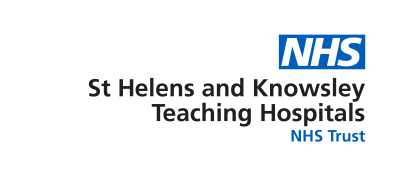 NHS
St Helens and Knowsley
Teaching Hospitals
NHS Trust